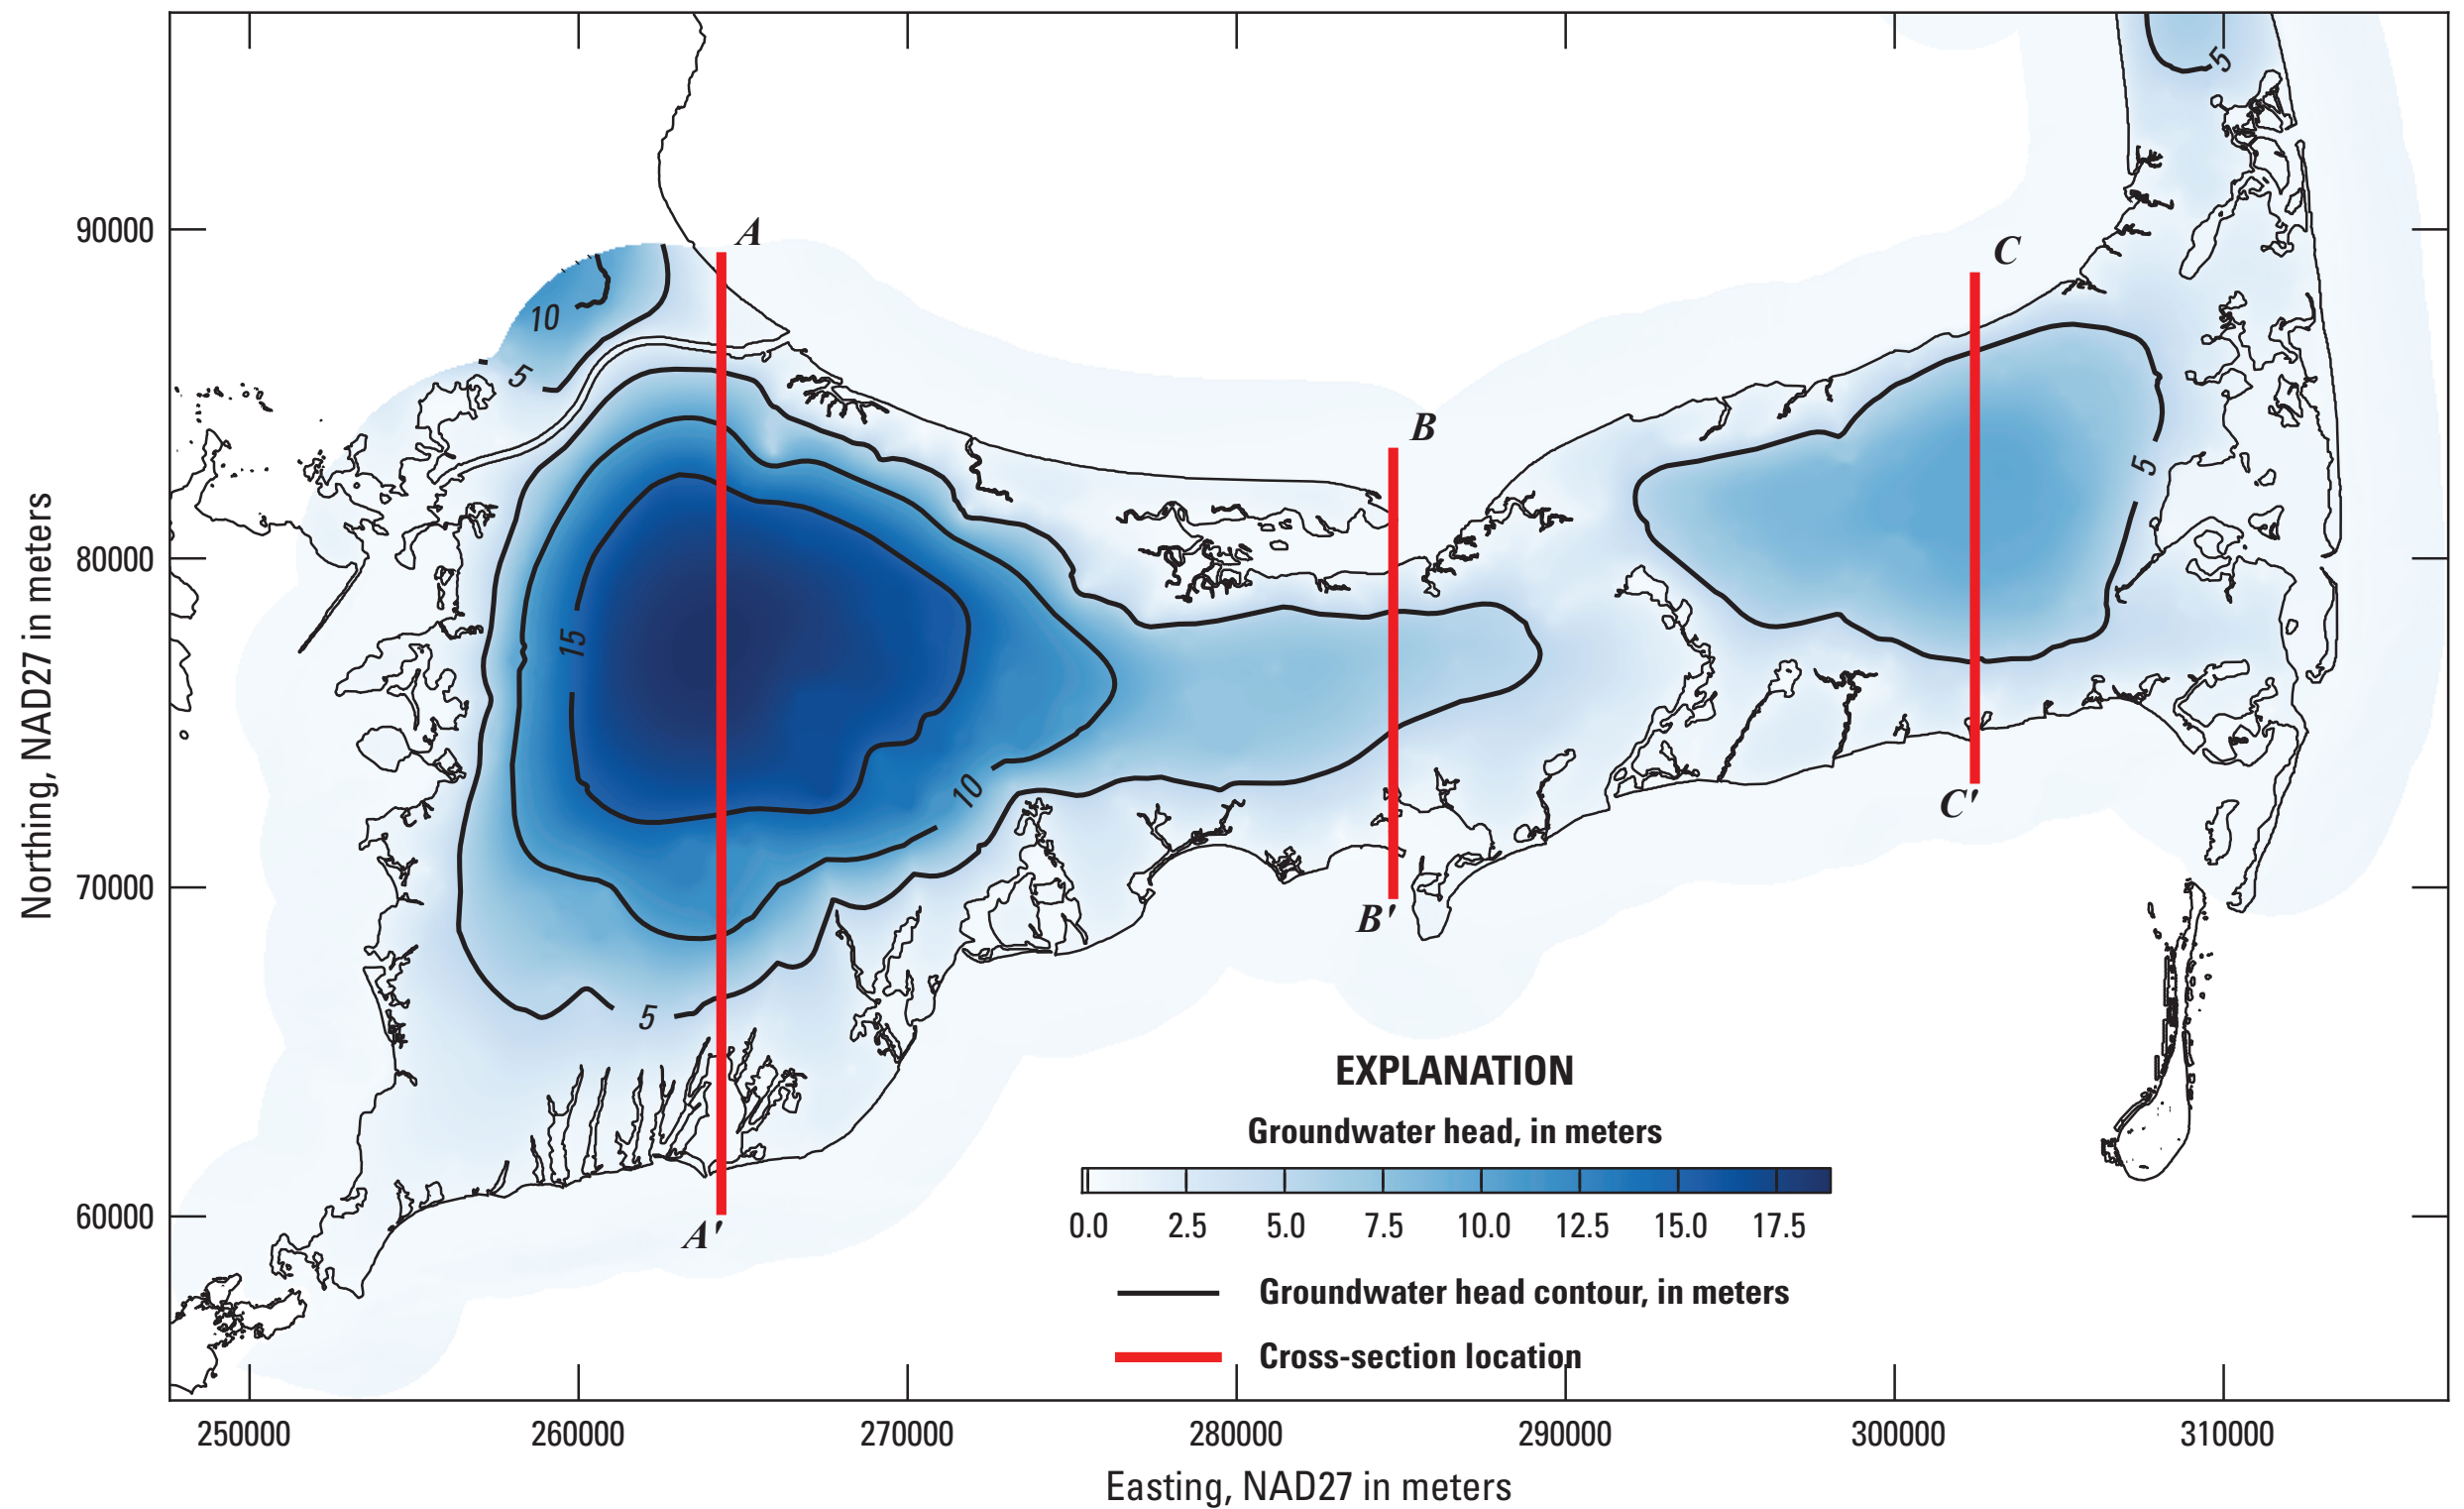 5
90000
A
C
10
5
B
5
80000
15
10
C'
Northing, NAD27 in meters
70000
B'
5
EXPLANATION
Groundwater head, in meters
60000
A'
0.0 2.5 5.0 7.5 10.0 12.5 15.0 17.5
Groundwater head contour, in meters
Cross-section location
250000 260000 270000 280000 290000 300000 310000
Easting, NAD27 in meters